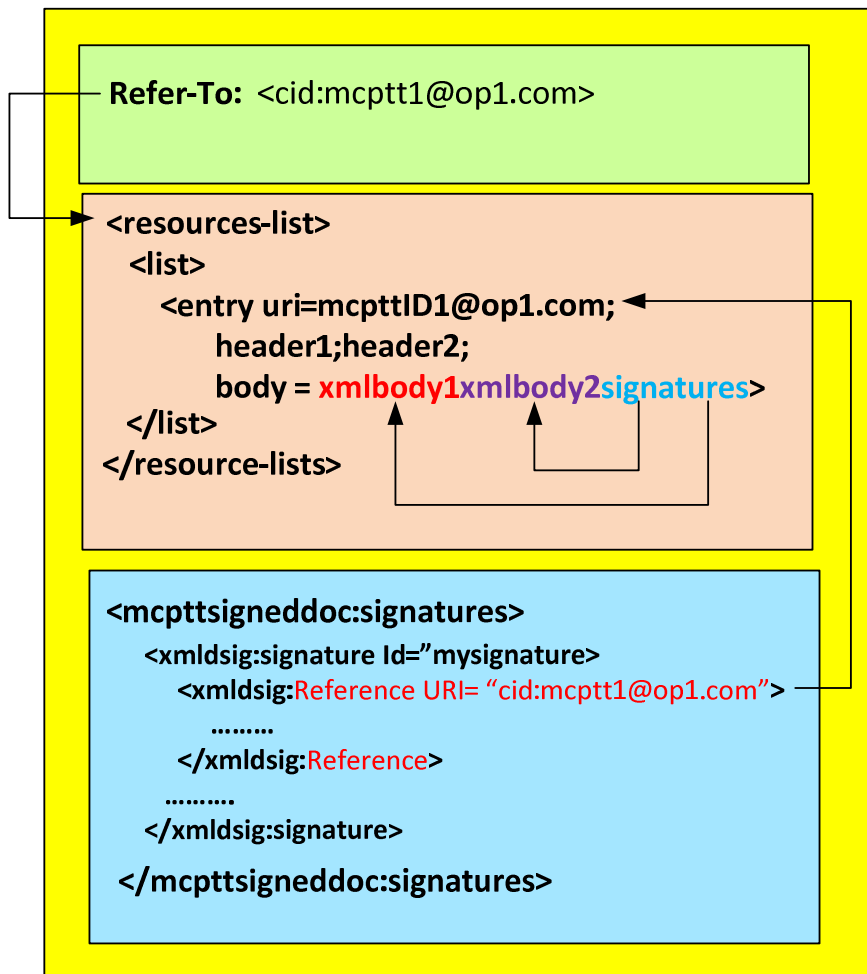 Refer-To: <cid:mcptt1@op1.com>
<resources-list>
<list>
<entry uri=mcpttID1@op1.com;
header1;header2;
body = xmlbody1xmlbody2signatures>
</list>
</resource-lists>
<mcpttsigneddoc:signatures>
<xmldsig:signature Id=”mysignature>
<xmldsig:Reference URI= “cid:mcptt1@op1.com”>
………
</xmldsig:Reference>
……….
</xmldsig:signature>
</mcpttsigneddoc:signatures>